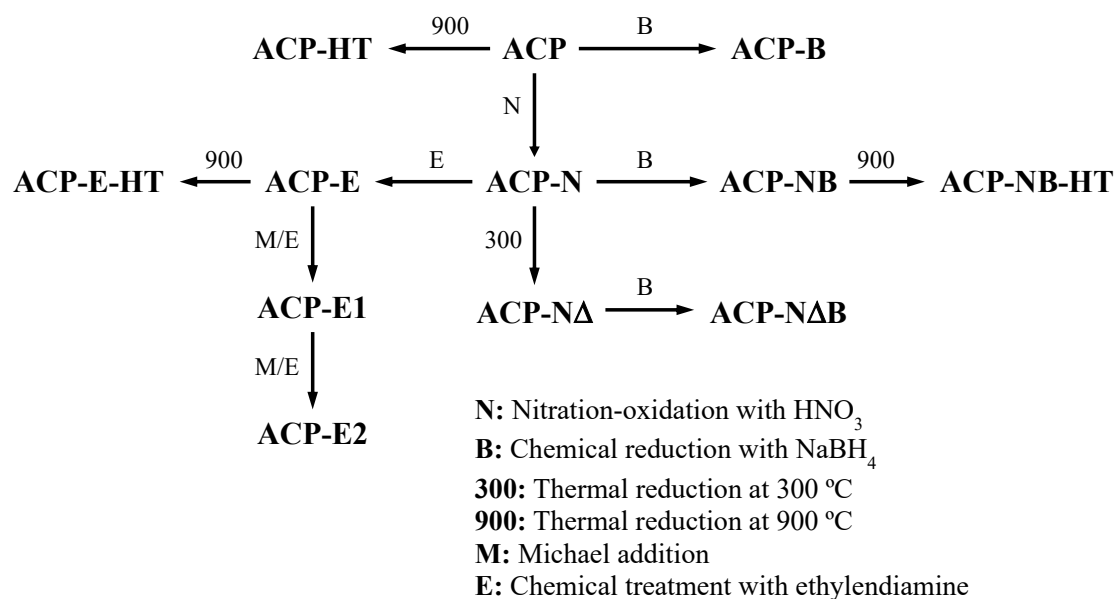 900 B
ACP-HT ACP ACP-B
N
900 E B 900
ACP-E-HT ACP-E ACP-N ACP-NB ACP-NB-HT
M/E 300
B
ACP-E1 ACP-NΔ ACP-NΔB
M/E
N: Nitration-oxidation with HNO3
ACP-E2
B: Chemical reduction with NaBH4
300: Thermal reduction at 300 ºC
900: Thermal reduction at 900 ºC
M: Michael addition
E: Chemical treatment with ethylendiamine